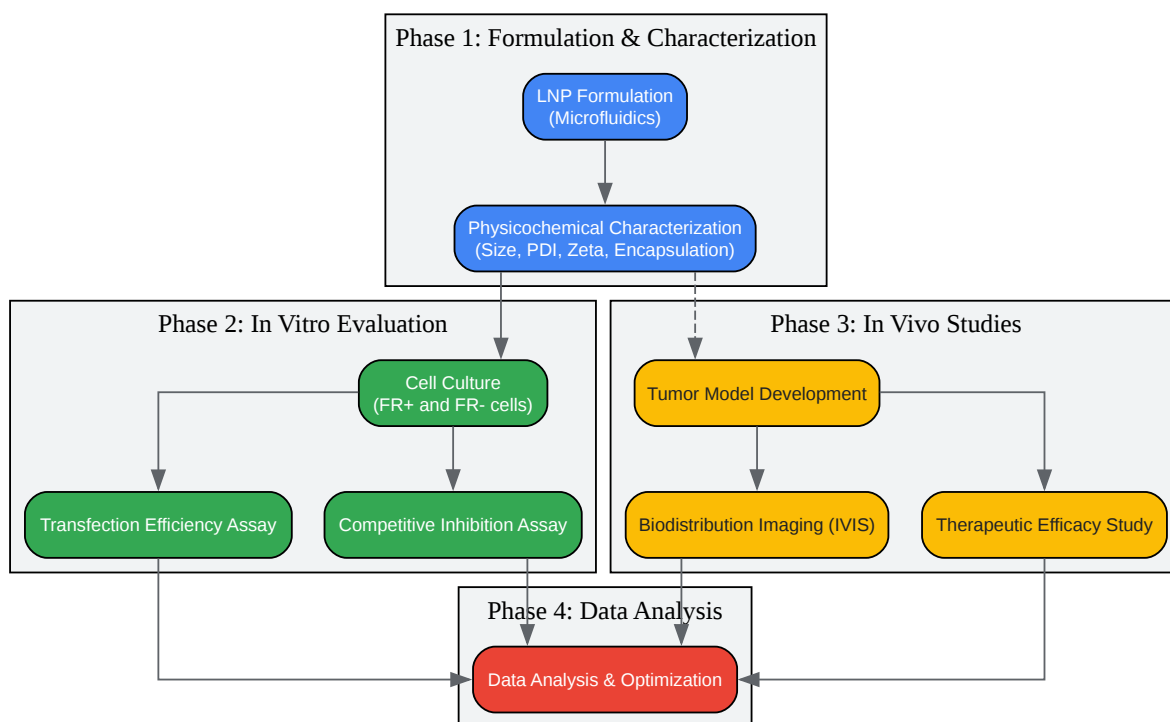 Phase 1: Formulation & Characterization
LNP Formulation
(Microfluidics)
Physicochemical Characterization
(Size, PDI, Zeta, Encapsulation)
Phase 2: In Vitro Evaluation
Cell Culture
(FR+ and FR- cells)
Transfection Efficiency Assay
Competitive Inhibition Assay
Phase 3: In Vivo Studies
Tumor Model Development
Biodistribution Imaging (IVIS)
Therapeutic Efficacy Study
Phase 4: Data Analysis
Data Analysis & Optimization